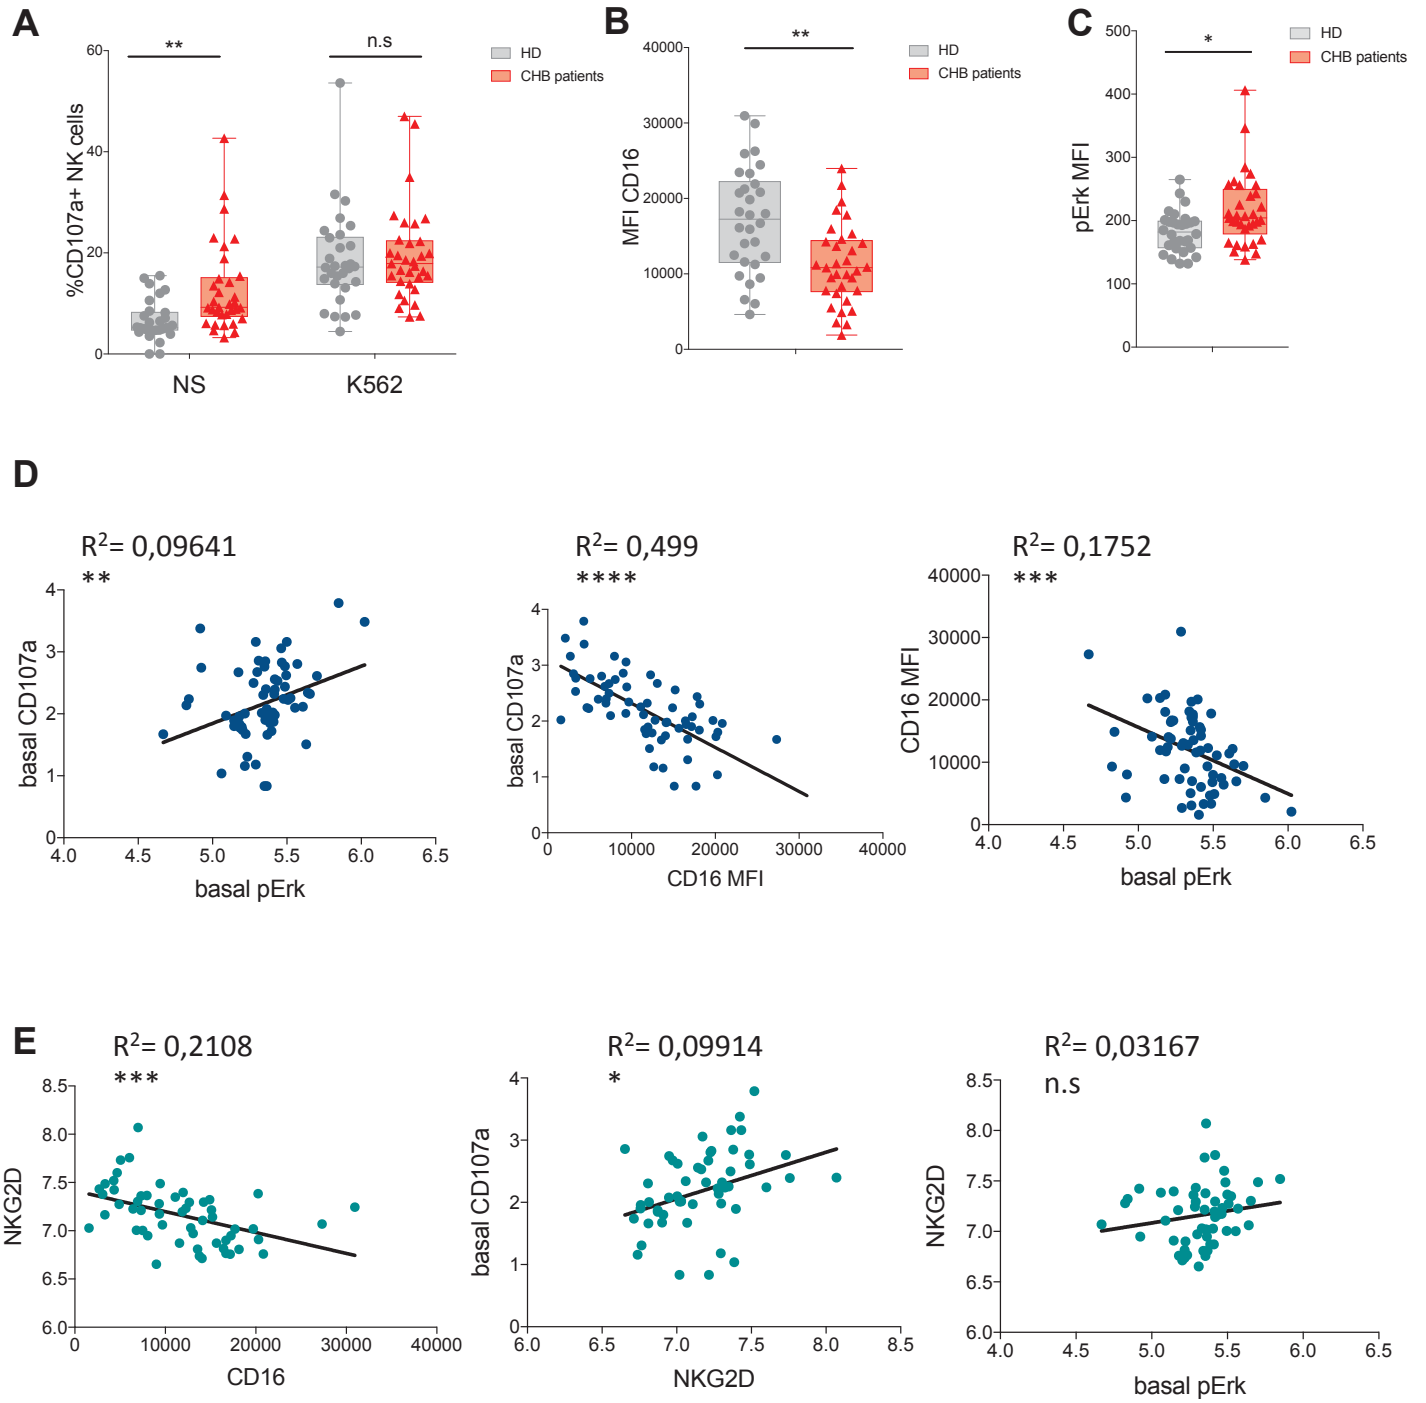 A
%CD107a+ NK cells
60
40
20
0
**
n.s
NS
K562
HD
CHB patients
B
MFI CD16
40000
30000
20000
10000
0
**
HD
CHB patients
C
pErk MFI
500
400
300
200
100
0
*
HD
CHB patients
D
R²= 0,09641
**
basal CD107a
4
3
2
1
0
4.0 4.5 5.0 5.5 6.0 6.5
basal pErk
R²= 0,499
****
basal CD107a
4
3
2
1
0
0 10000 20000 30000 40000
CD16 MFI
R²= 0,1752
***
CD16 MFI
40000
30000
20000
10000
0
4.0 4.5 5.0 5.5 6.0 6.5
basal pErk
E
R²= 0,2108
***
NKG2D
8.5
8.0
7.5
7.0
6.5
6.0
0 10000 20000 30000 40000
CD16
R²= 0,09914
*
basal CD107a
4
3
2
1
0
6.0 6.5 7.0 7.5 8.0 8.5
NKG2D
R²= 0,03167
n.s
NKG2D
8.5
8.0
7.5
7.0
6.5
6.0
4.0 4.5 5.0 5.5 6.0 6.5
basal pErk